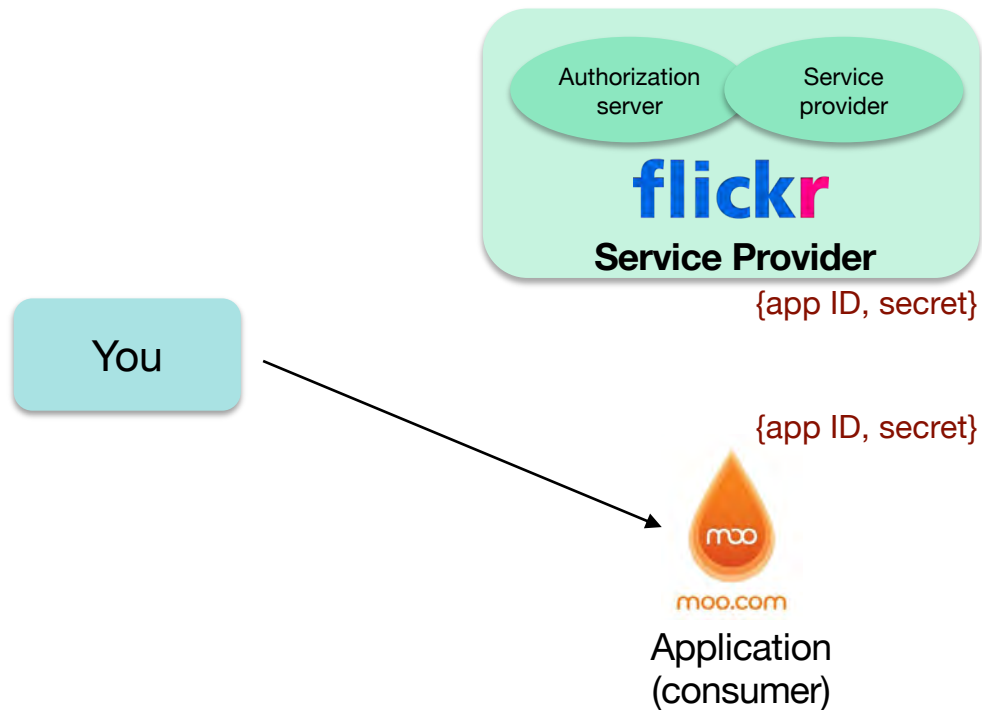 Authorization
server
Service
provider
flickr
Service Provider
{app ID, secret}
You
{app ID, secret}
moo
moo.com
Application
(consumer)